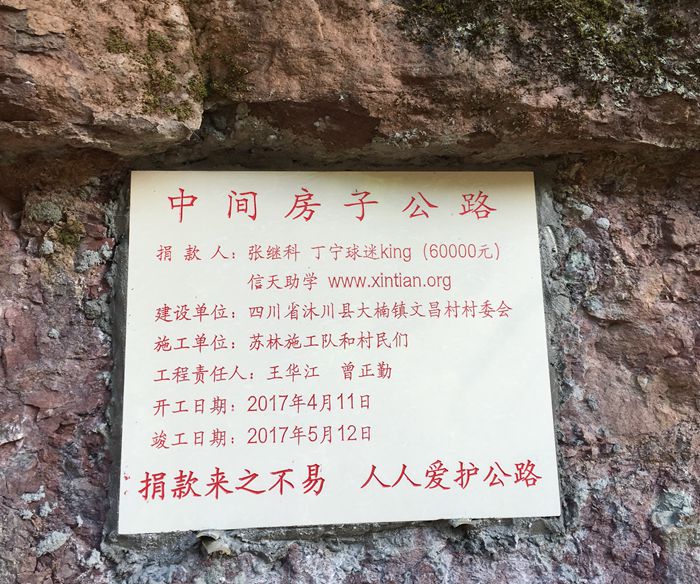 中间房子公路
捐款人：张继科 丁宁球迷king（60000元）
信天助学 www.xintian.org
建设单位：四川省沐川县大楠镇文昌村村委会
施工单位：苏林施工队和村民们
工程责任人：王华江 曾正勤
开工日期：2017年4月11日
竣工日期：2017年5月12日
捐款来之不易 人人爱护公路